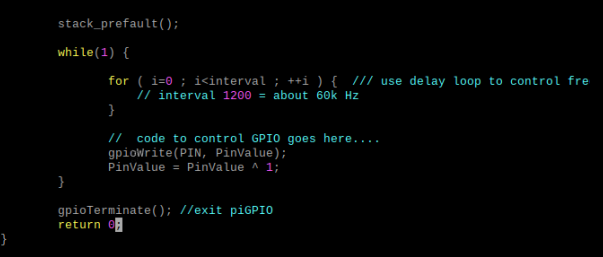 stack_prefault();
while(1) {
for ( i=0 ; i<interval ; ++i ) {  /// use delay loop to control fre
// interval 1200 = about 60k Hz
}
//  code to control GPIO goes here....
gpioWrite(PIN, PinValue);
PinValue = PinValue ^ 1;
}
gpioTerminate(); //exit piGPIO
return 0;
}